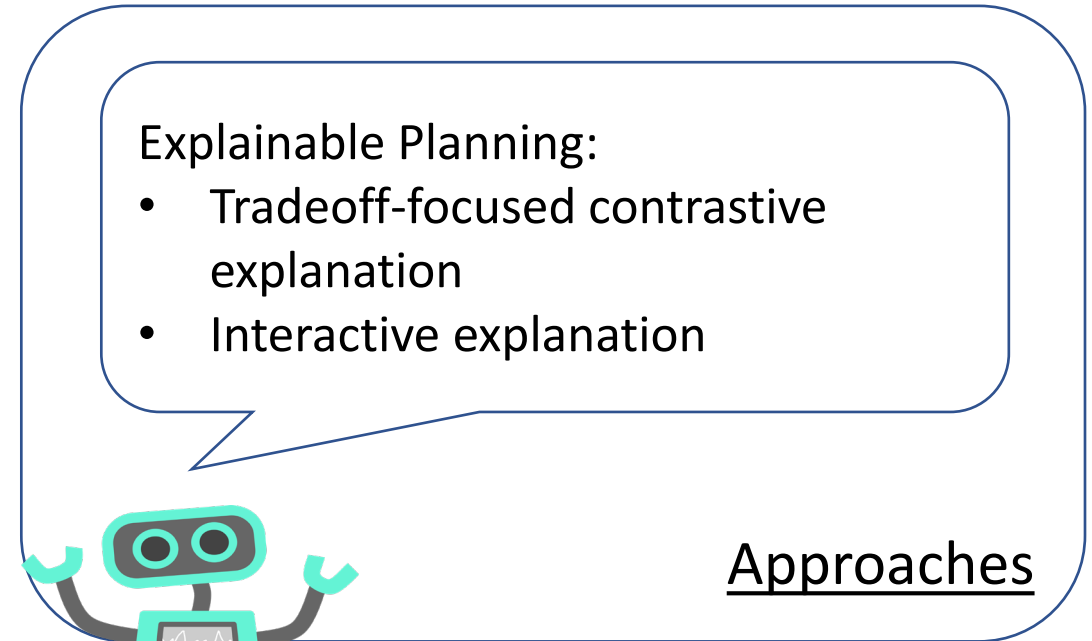 Explainable Planning:
• Tradeoff-focused contrastive
explanation
• Interactive explanation
Approaches